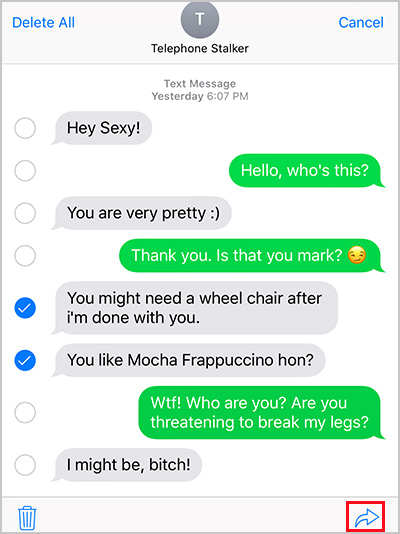 Delete All
T
Cancel
Telephone Stalker
Text Message
Yesterday 6:07 PM
Hey Sexy!
Hello, who's this?
You are very pretty :)
Thank you. Is that you mark? 😏
You might need a wheel chair after
i'm done with you.
You like Mocha Frappuccino hon?
Wtf! Who are you? Are you
threatening to break my legs?
I might be, bitch!